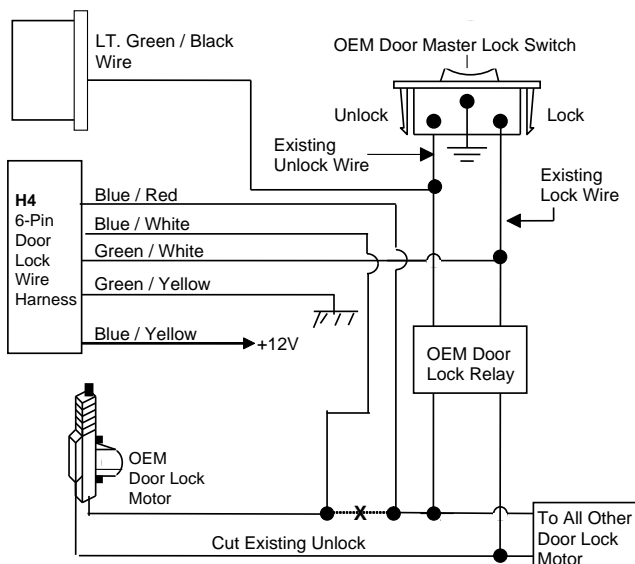 LT. Green / Black
Wire
OEM Door Master Lock Switch
Unlock
Lock
Existing
Unlock Wire
Existing
Lock Wire
H4
6-Pin
Door
Lock
Wire
Harness
Blue / Red
Blue / White
Green / White
Green / Yellow
Blue / Yellow
+12V
OEM Door
Lock Relay
OEM
Door Lock
Motor
X
Cut Existing Unlock
To All Other
Door Lock
Motor